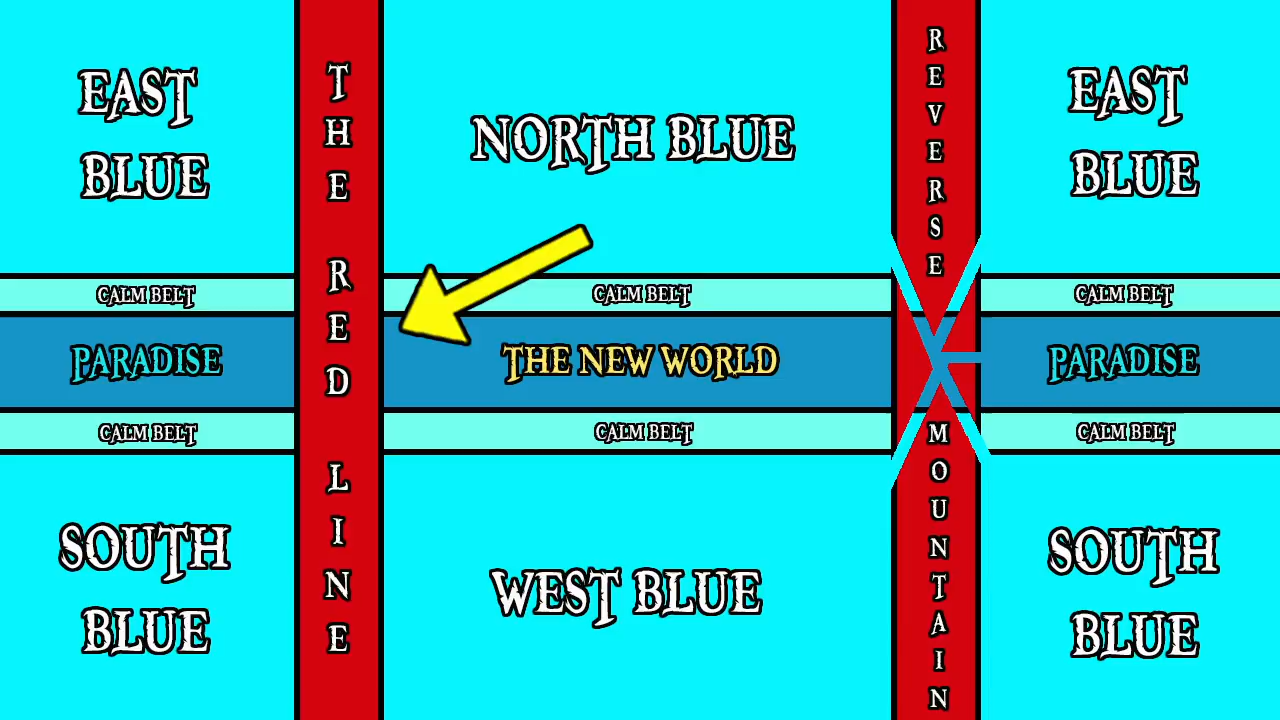 EAST
BLUE
THE RED LINE
NORTH BLUE
REVERSE
EAST
BLUE
CALM BELT
CALM BELT
CALM BELT
PARADISE
THE NEW WORLD
PARADISE
CALM BELT
CALM BELT
CALM BELT
MOUNTAIN
SOUTH
BLUE
WEST BLUE
SOUTH
BLUE